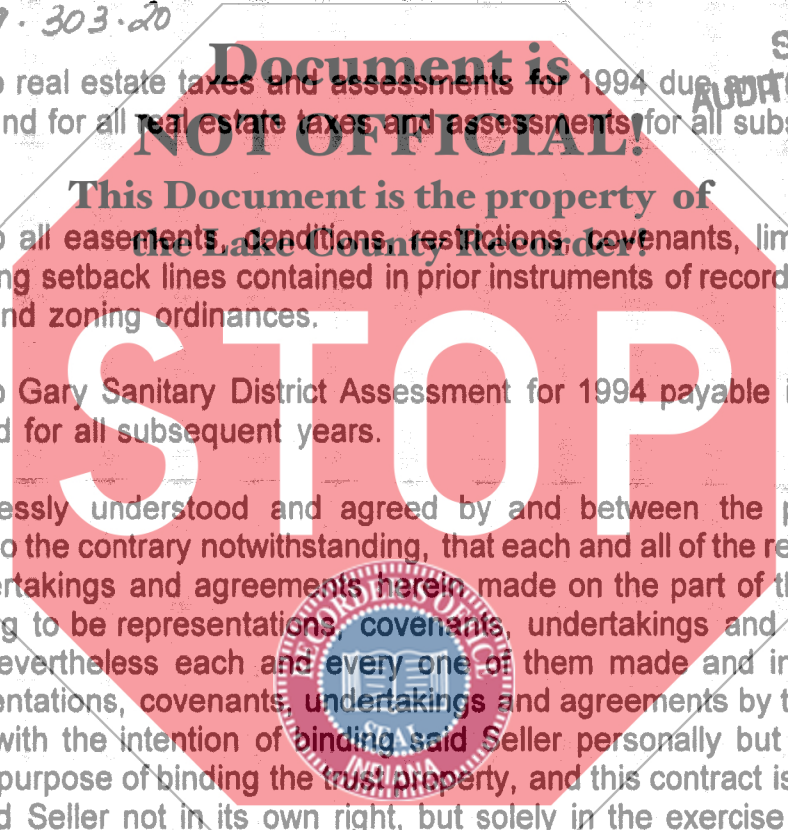 303-20
Document is
S
o real estate taxes and assessments for 1994 due
AUDITO
NOT OFFICIAL!
nd for all real estate taxes and assessments for all subs
This Document is the property of
o all easements, conditions, restrictions, covenants, lim
the Lake County Recorder!
ng setback lines contained in prior instruments of record
nd zoning ordinances.
STOP
o Gary Sanitary District Assessment for 1994 payable i
d for all subsequent years.
essly understood and agreed by and between the p
o the contrary notwithstanding, that each and all of the re
ertakings and agreements herein made on the part of th
g to be representations, covenants, undertakings and
evertheless each and every one of them made and in
entations, covenants, undertakings and agreements by t
with the intention of binding said Seller personally but
purpose of binding the trust property, and this contract is
d Seller not in its own right, but solely in the exercise
RECORDER'S OFFICE
SEAL
INDIANA